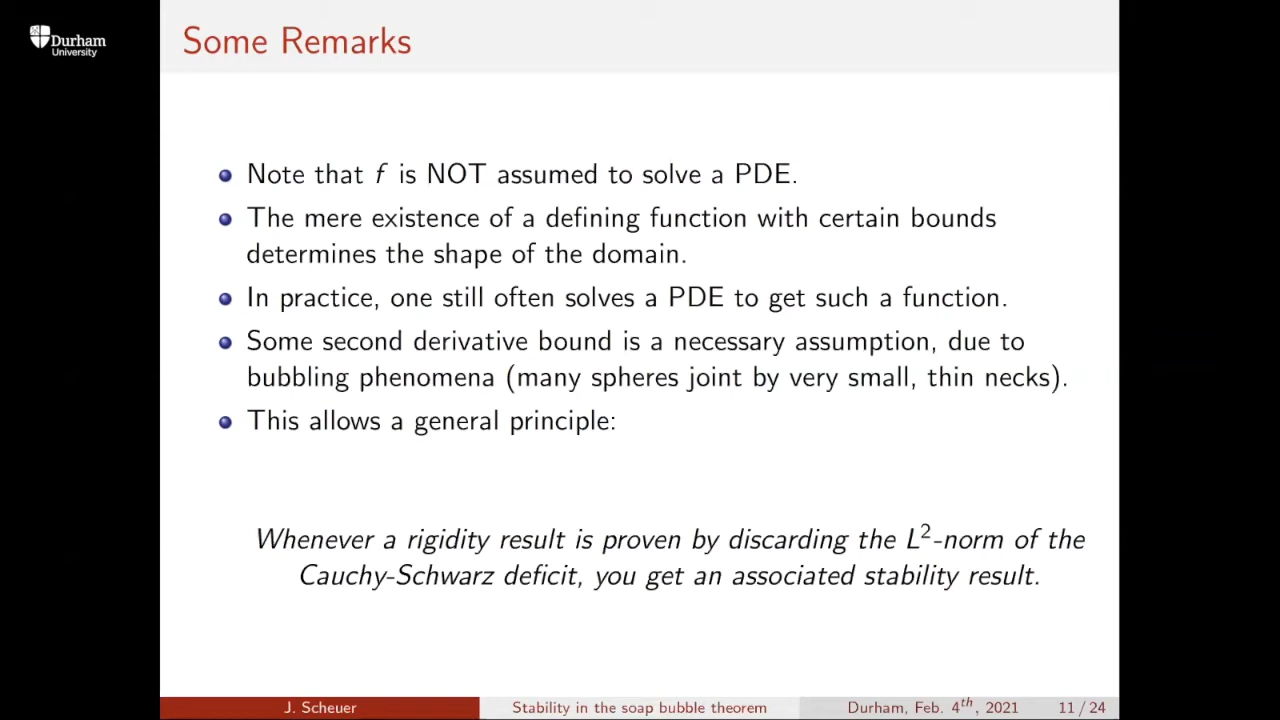 Durham
University
Some Remarks
Note that f is NOT assumed to solve a PDE.
The mere existence of a defining function with certain bounds
determines the shape of the domain.
In practice, one still often solves a PDE to get such a function.
Some second derivative bound is a necessary assumption, due to
bubbling phenomena (many spheres joint by very small, thin necks).
This allows a general principle:
Whenever a rigidity result is proven by discarding the L²-norm of the
Cauchy-Schwarz deficit, you get an associated stability result.
J. Scheuer Stability in the soap bubble theorem Durham, Feb. 4th, 2021 11 / 24